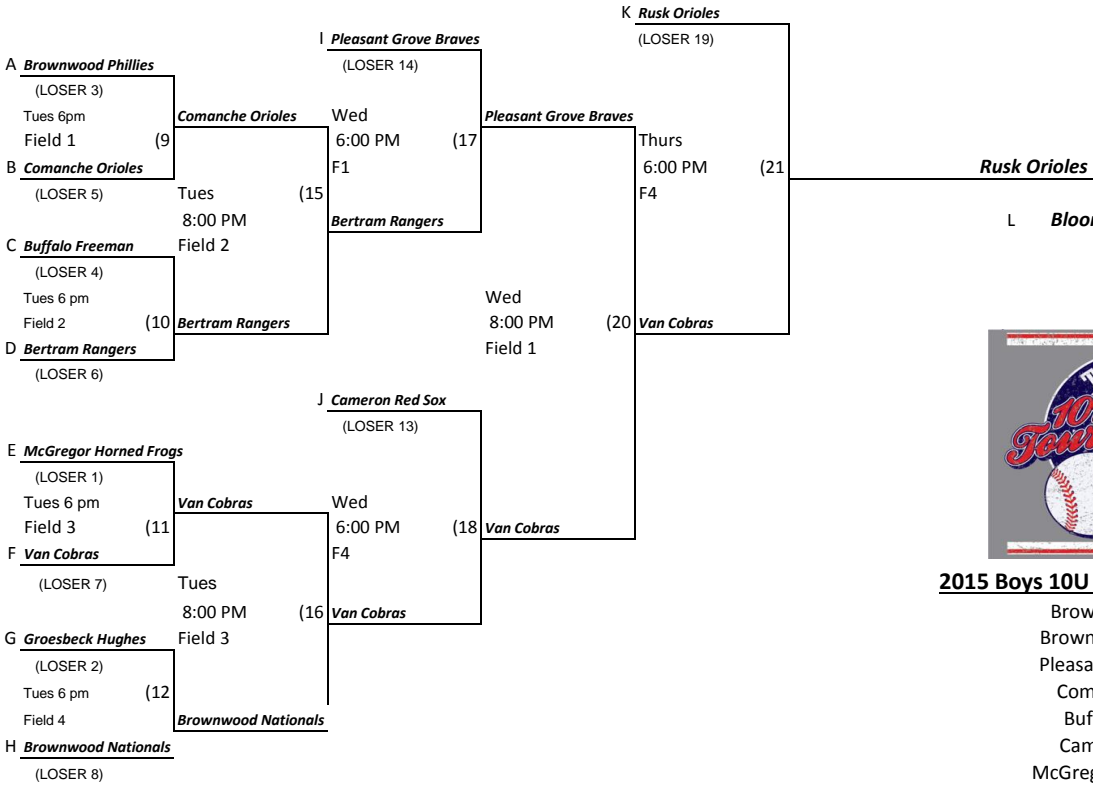 K Rusk Orioles
I Pleasant Grove Braves
(LOSER 19)
A Brownwood Phillies
(LOSER 14)
(LOSER 3)
Tues 6pm
Comanche Orioles
Wed
Pleasant Grove Braves
Field 1 (9
6:00 PM (17
Thurs
B Comanche Orioles
F1
6:00 PM (21
Rusk Orioles
(LOSER 5)
Tues (15
F4
8:00 PM
Bertram Rangers
L
C Buffalo Freeman
Field 2
(LOSER 4)
Tues 6 pm
Wed
Field 2 (10
Bertram Rangers
8:00 PM (20
Van Cobras
D Bertram Rangers
Field 1
(LOSER 6)
J Cameron Red Sox
(LOSER 13)
E McGregor Horned Frogs
(LOSER 1)
Tues 6 pm
Van Cobras
Wed
Field 3 (11
6:00 PM (18
Van Cobras
F Van Cobras
F4
(LOSER 7)
Tues
2015 Boys 10U
8:00 PM (16
Van Cobras
G Groesbeck Hughes
Field 3
(LOSER 2)
Tues 6 pm (12
Field 4
Brownwood Nationals
H Brownwood Nationals
(LOSER 8)